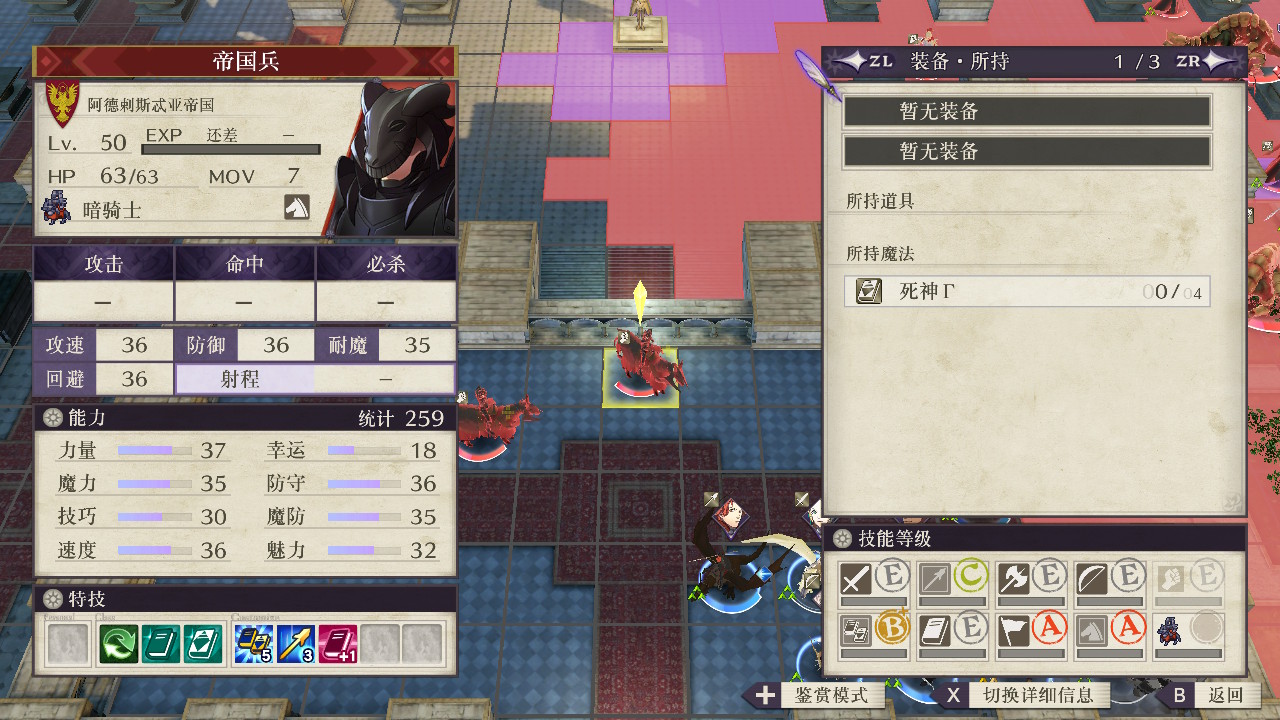 帝国兵
阿德剌斯忒亚帝国
Lv. 50 EXP 还差 —
HP 63/63 MOV 7
暗骑士
攻击 命中 必杀
— — —
攻速 36 防御 36 耐魔 35
回避 36 射程 —
能力 统计 259
力量 37 幸运 18
魔力 35 防守 36
技巧 30 魔防 35
速度 36 魅力 32
特技
Personal Class
5 3 +1
ZL 装备·所持 1/3 ZR
暂无装备
暂无装备
所持道具
所持魔法
死神Γ 00/04
技能等级
E C E E E
B+ E A A
+ 鉴赏模式 X 切换详细信息 B 返回